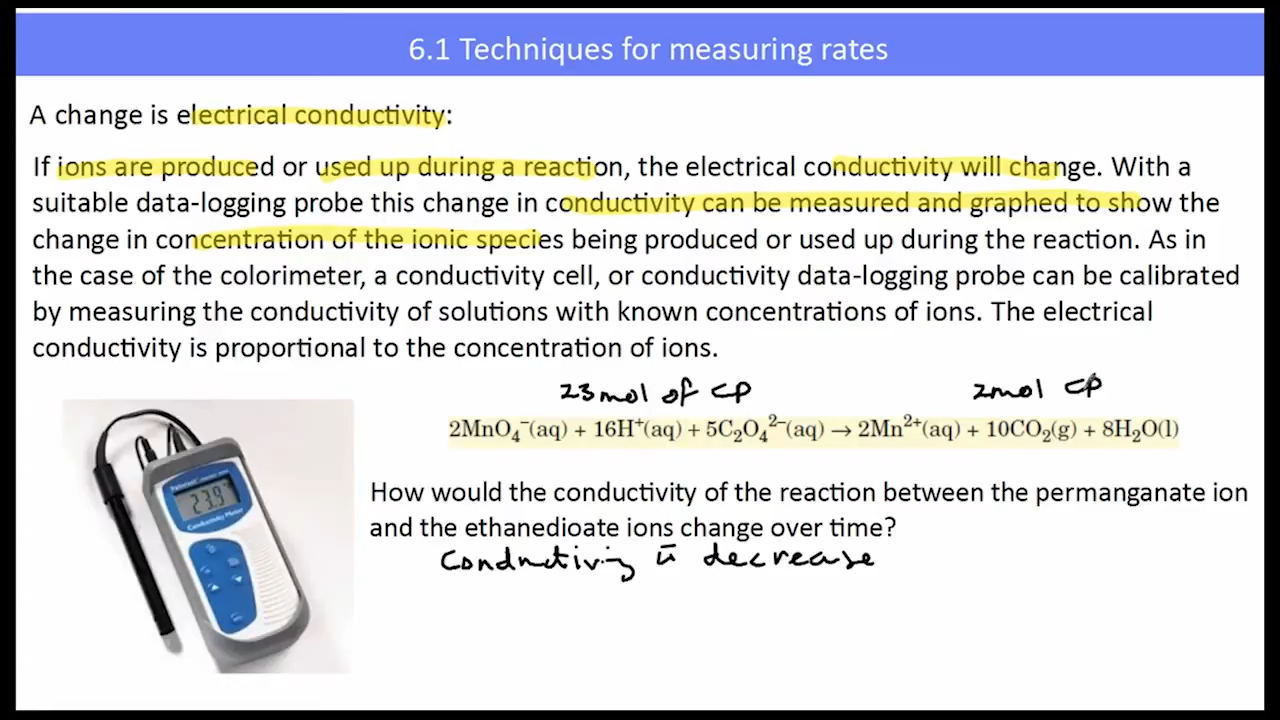 6.1 Techniques for measuring rates
A change is electrical conductivity:
If ions are produced or used up during a reaction, the electrical conductivity will change. With a
suitable data-logging probe this change in conductivity can be measured and graphed to show the
change in concentration of the ionic species being produced or used up during the reaction. As in
the case of the colorimeter, a conductivity cell, or conductivity data-logging probe can be calibrated
by measuring the conductivity of solutions with known concentrations of ions. The electrical
conductivity is proportional to the concentration of ions.
23mol of CP 2mol CP
2MnO₄⁻(aq) + 16H⁺(aq) + 5C₂O₄²⁻(aq) → 2Mn²⁺(aq) + 10CO₂(g) + 8H₂O(l)
How would the conductivity of the reaction between the permanganate ion
and the ethanedioate ions change over time?
decrease
23.9
Conductivity Meter